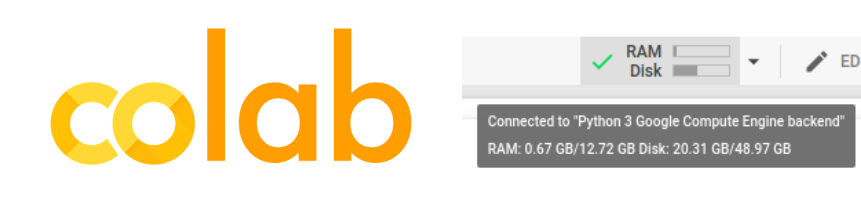 colab
RAM
Disk
ED
Connected to "Python 3 Google Compute Engine backend"
RAM: 0.67 GB/12.72 GB Disk: 20.31 GB/48.97 GB